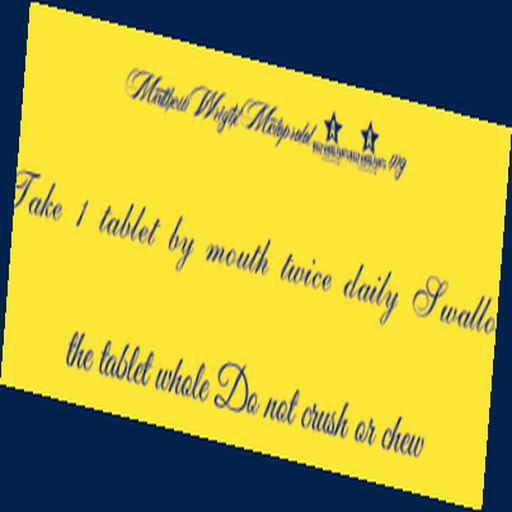 Matthew Wright Metoprolol mg
Take 1 tablet by mouth twice daily Swallo
the tablet whole Do not crush or chew